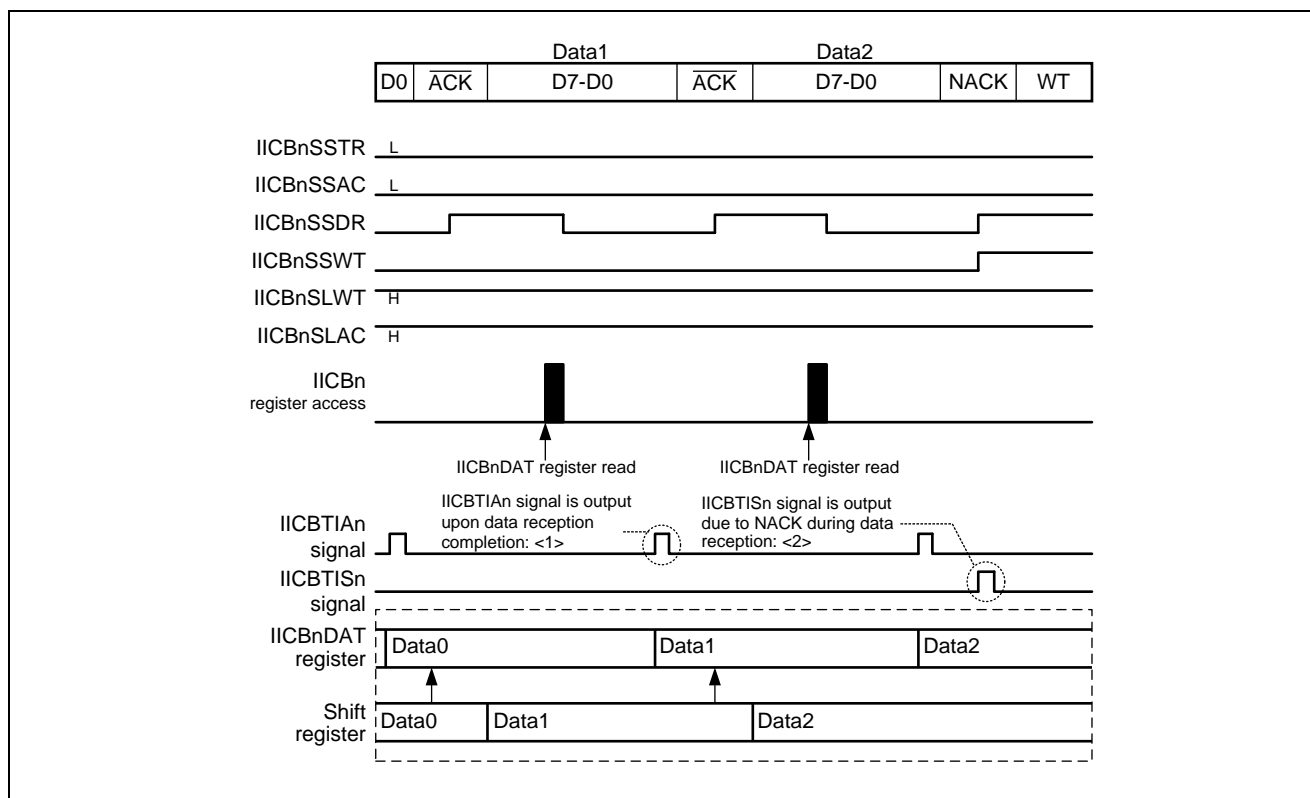 Data1 Data2
D0 ACK D7-D0 ACK D7-D0 NACK WT
IICBnSSTR L
IICBnSSAC L
IICBnSSDR
IICBnSSWT
IICBnSLWT H
IICBnSLAC H
IICBn
register access
IICBnDAT register read IICBnDAT register read
IICBTIAn signal is output
upon data reception
completion: <1>
IICBTISn signal is output
due to NACK during data
reception: <2>
IICBTIAn
signal
IICBTISn
signal
IICBnDAT
register
Data0 Data1 Data2
Shift
register
Data0 Data1 Data2